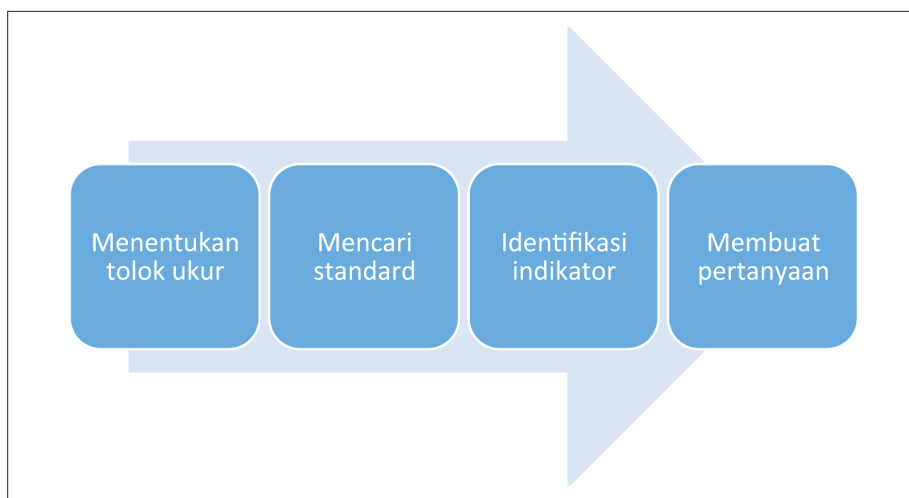 Menentukan
tolok ukur
Mencari
standard
Identifikasi
indikator
Membuat
pertanyaan